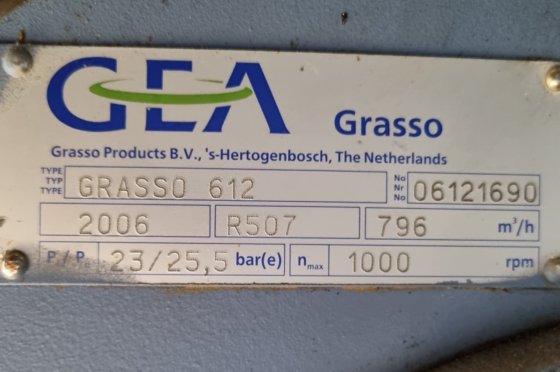 GEA Grasso
Grasso Products B.V., 's-Hertogenbosch, The Netherlands
TYPE
TYP
TYPE
GRASSO 612
No
Nr
No
06121690
2006 R507 796 m³/h
23/25,5 bar(e) nmax 1000 rpm